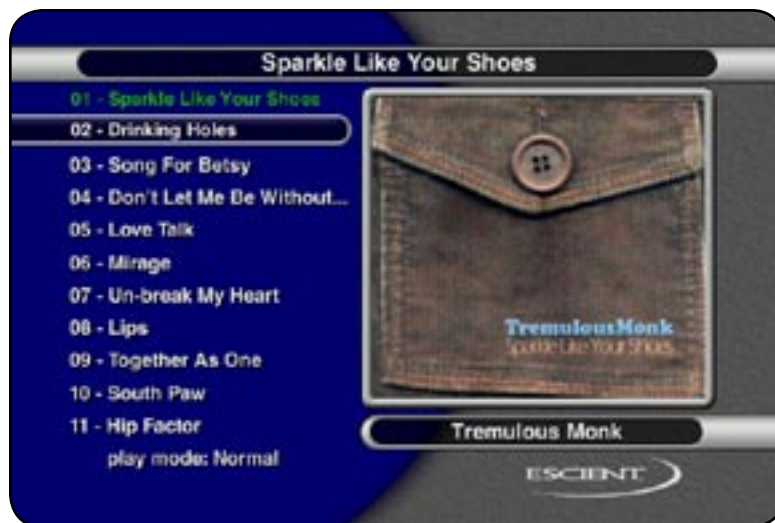 Sparkle Like Your Shoes
01 - Sparkle Like Your Shoes
02 - Drinking Holes
03 - Song For Betsy
04 - Don't Let Me Be Without...
05 - Love Talk
06 - Mirage
07 - Un-break My Heart
08 - Lips
09 - Together As One
10 - South Paw
11 - Hip Factor
play mode: Normal
TremulousMonk
Sparkle Like Your Shoes
Tremulous Monk
ESCIENT